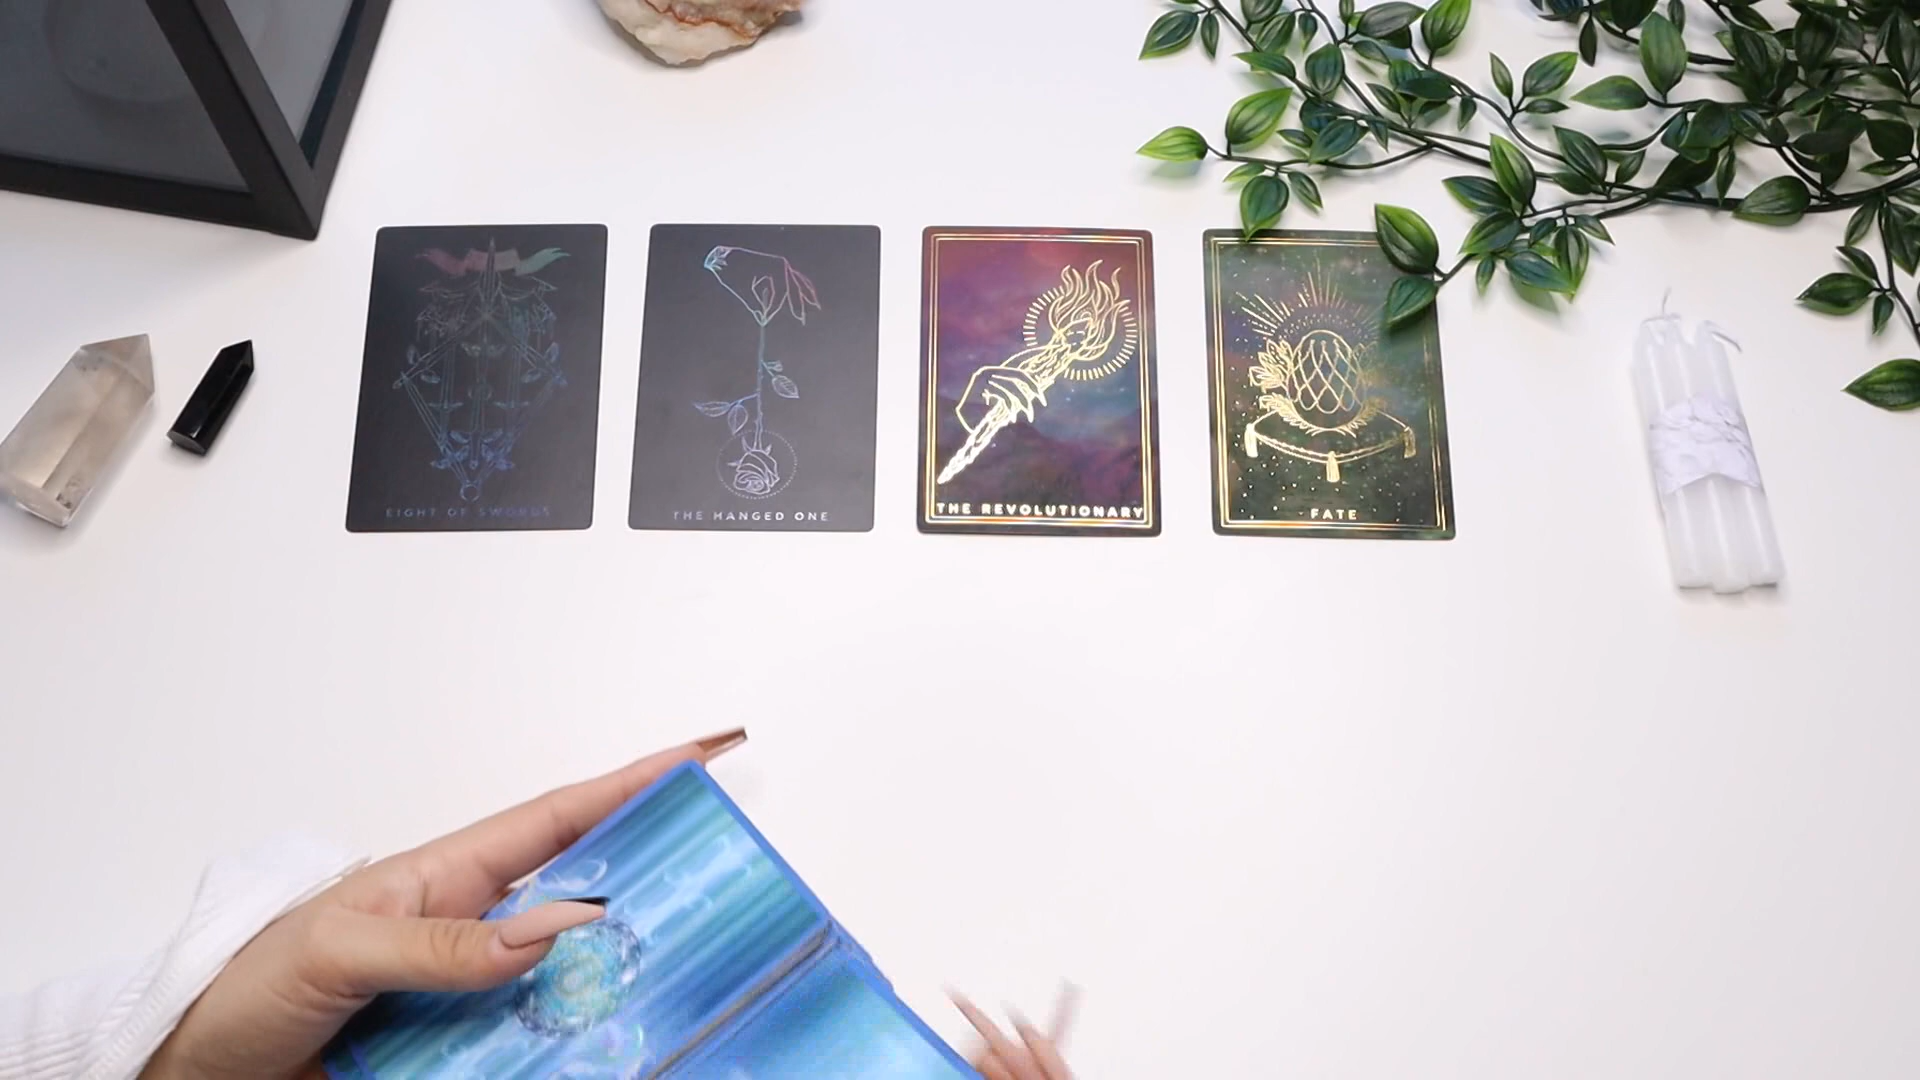 EIGHT OF SWORDS
THE HANGED ONE
THE REVOLUTIONARY
FATE